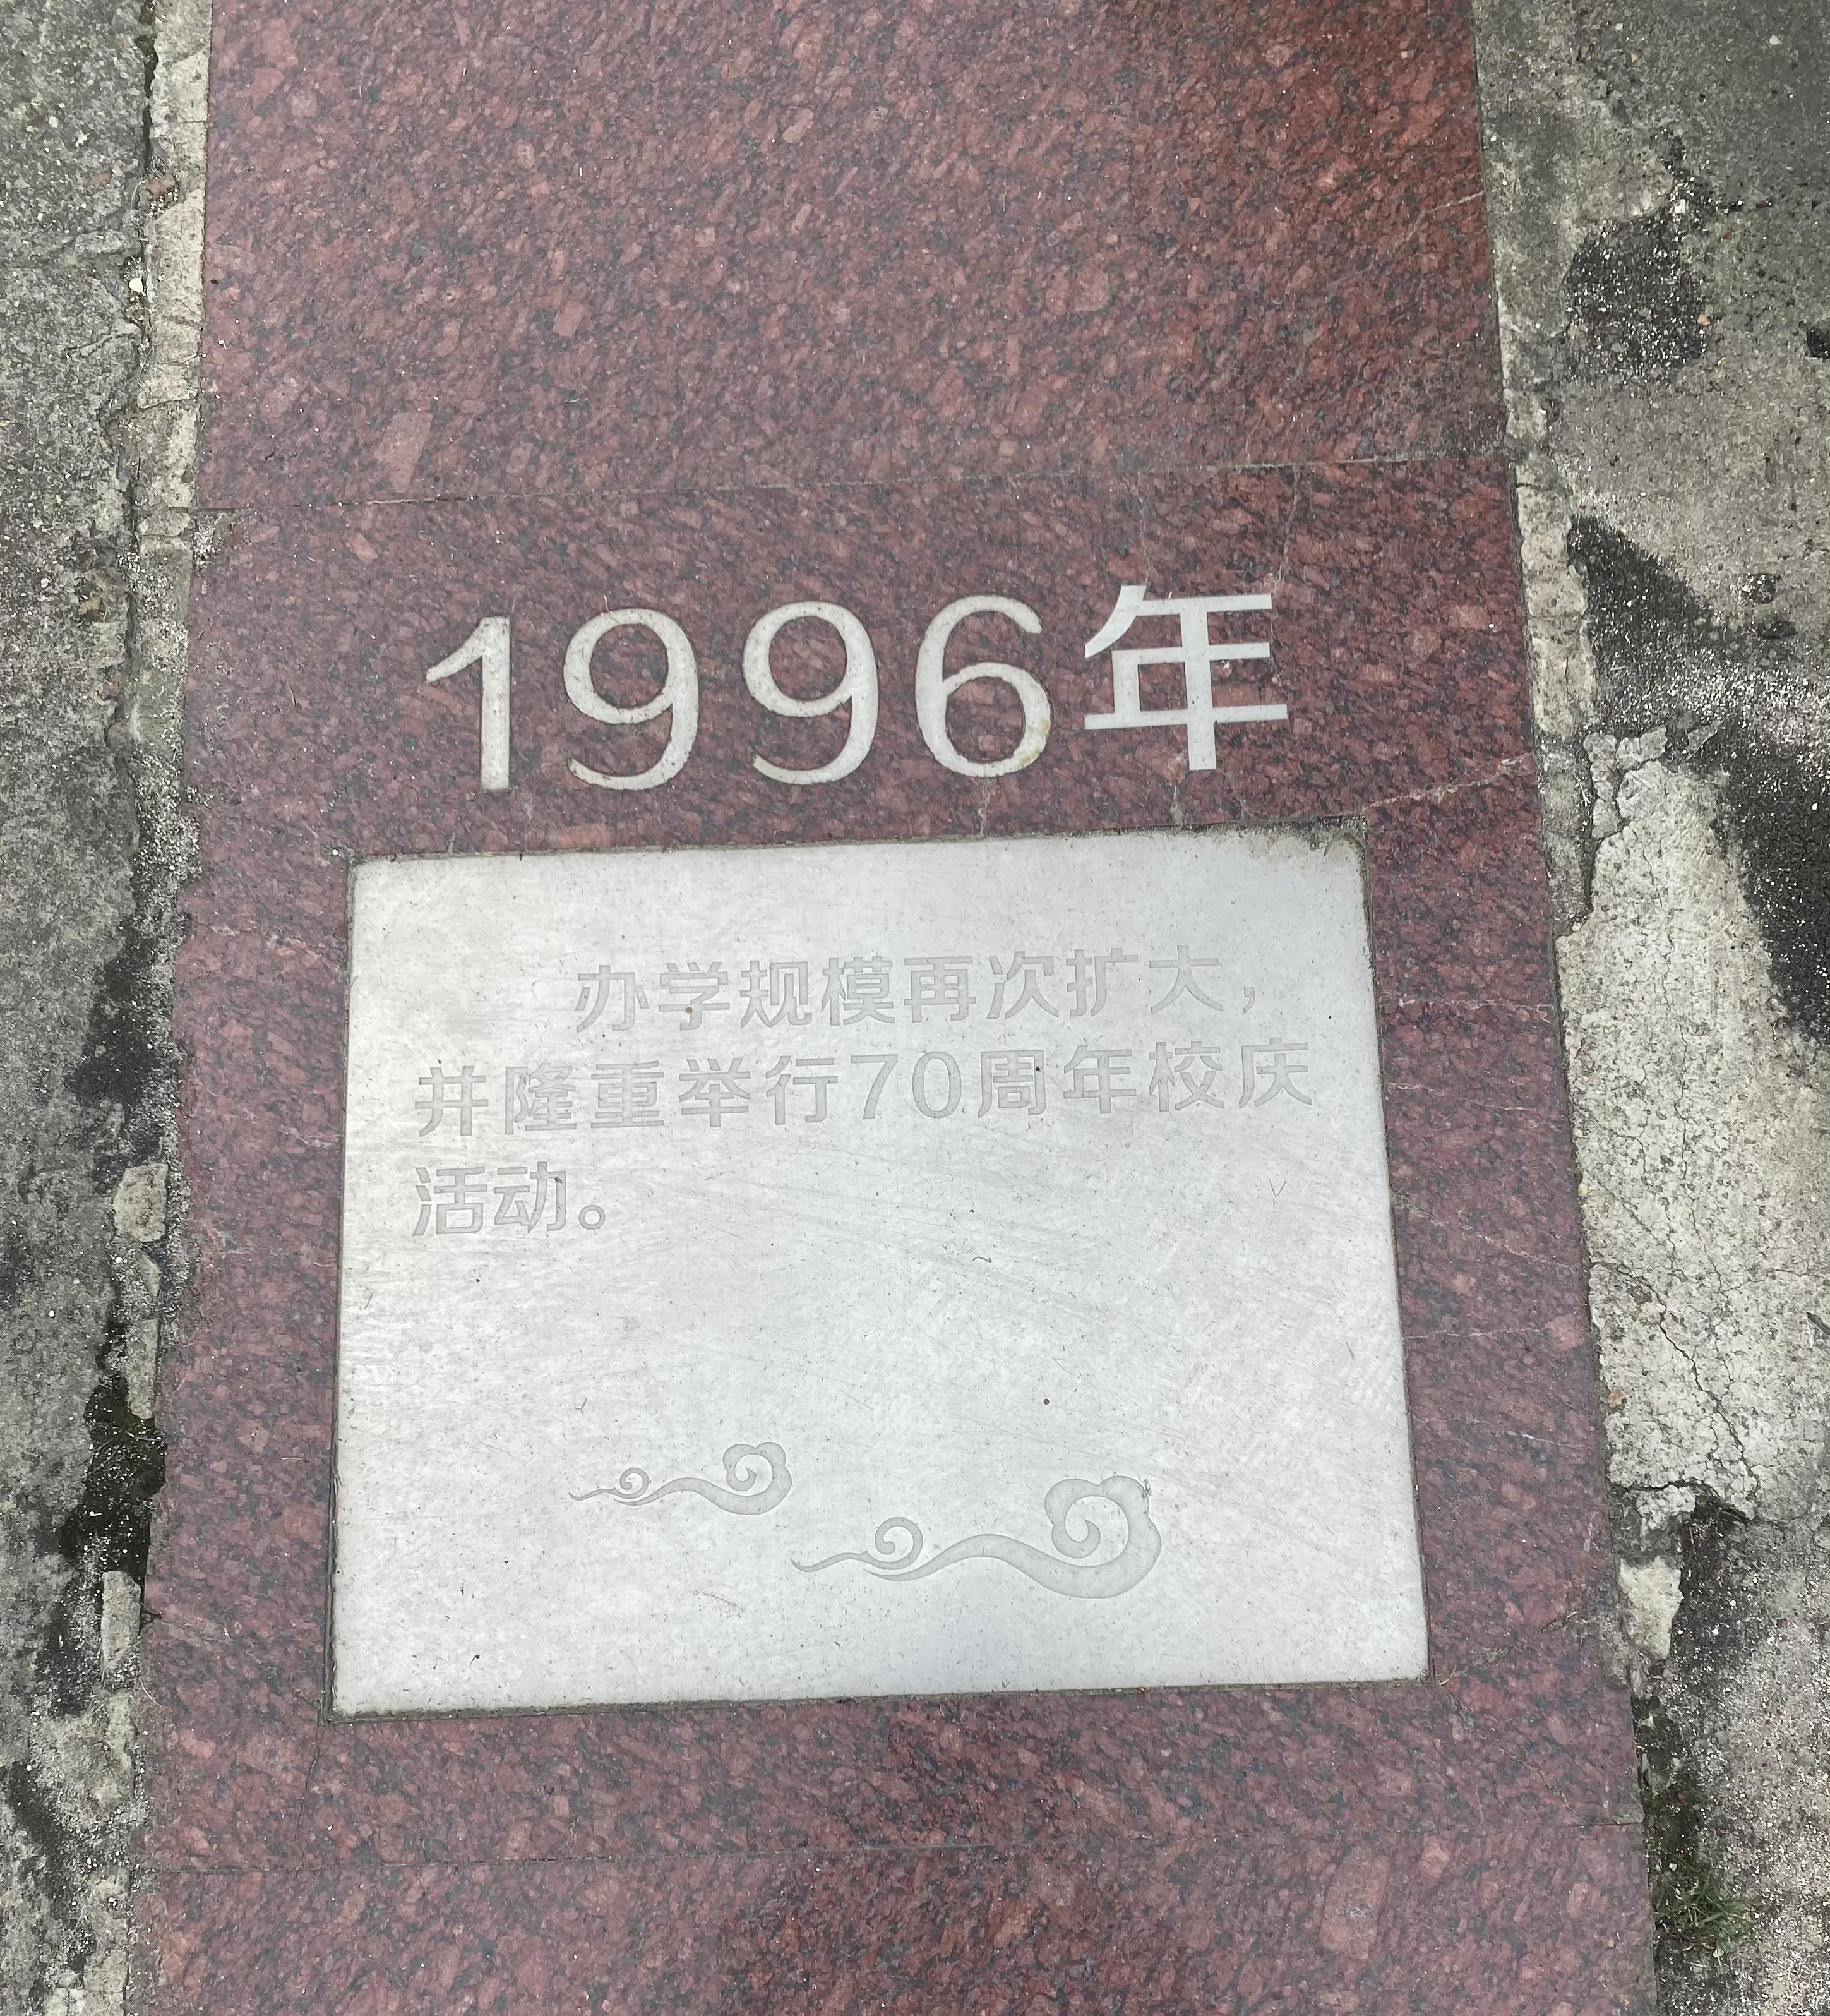 1996年
办学规模再次扩大，
并隆重举行70周年校庆
活动。